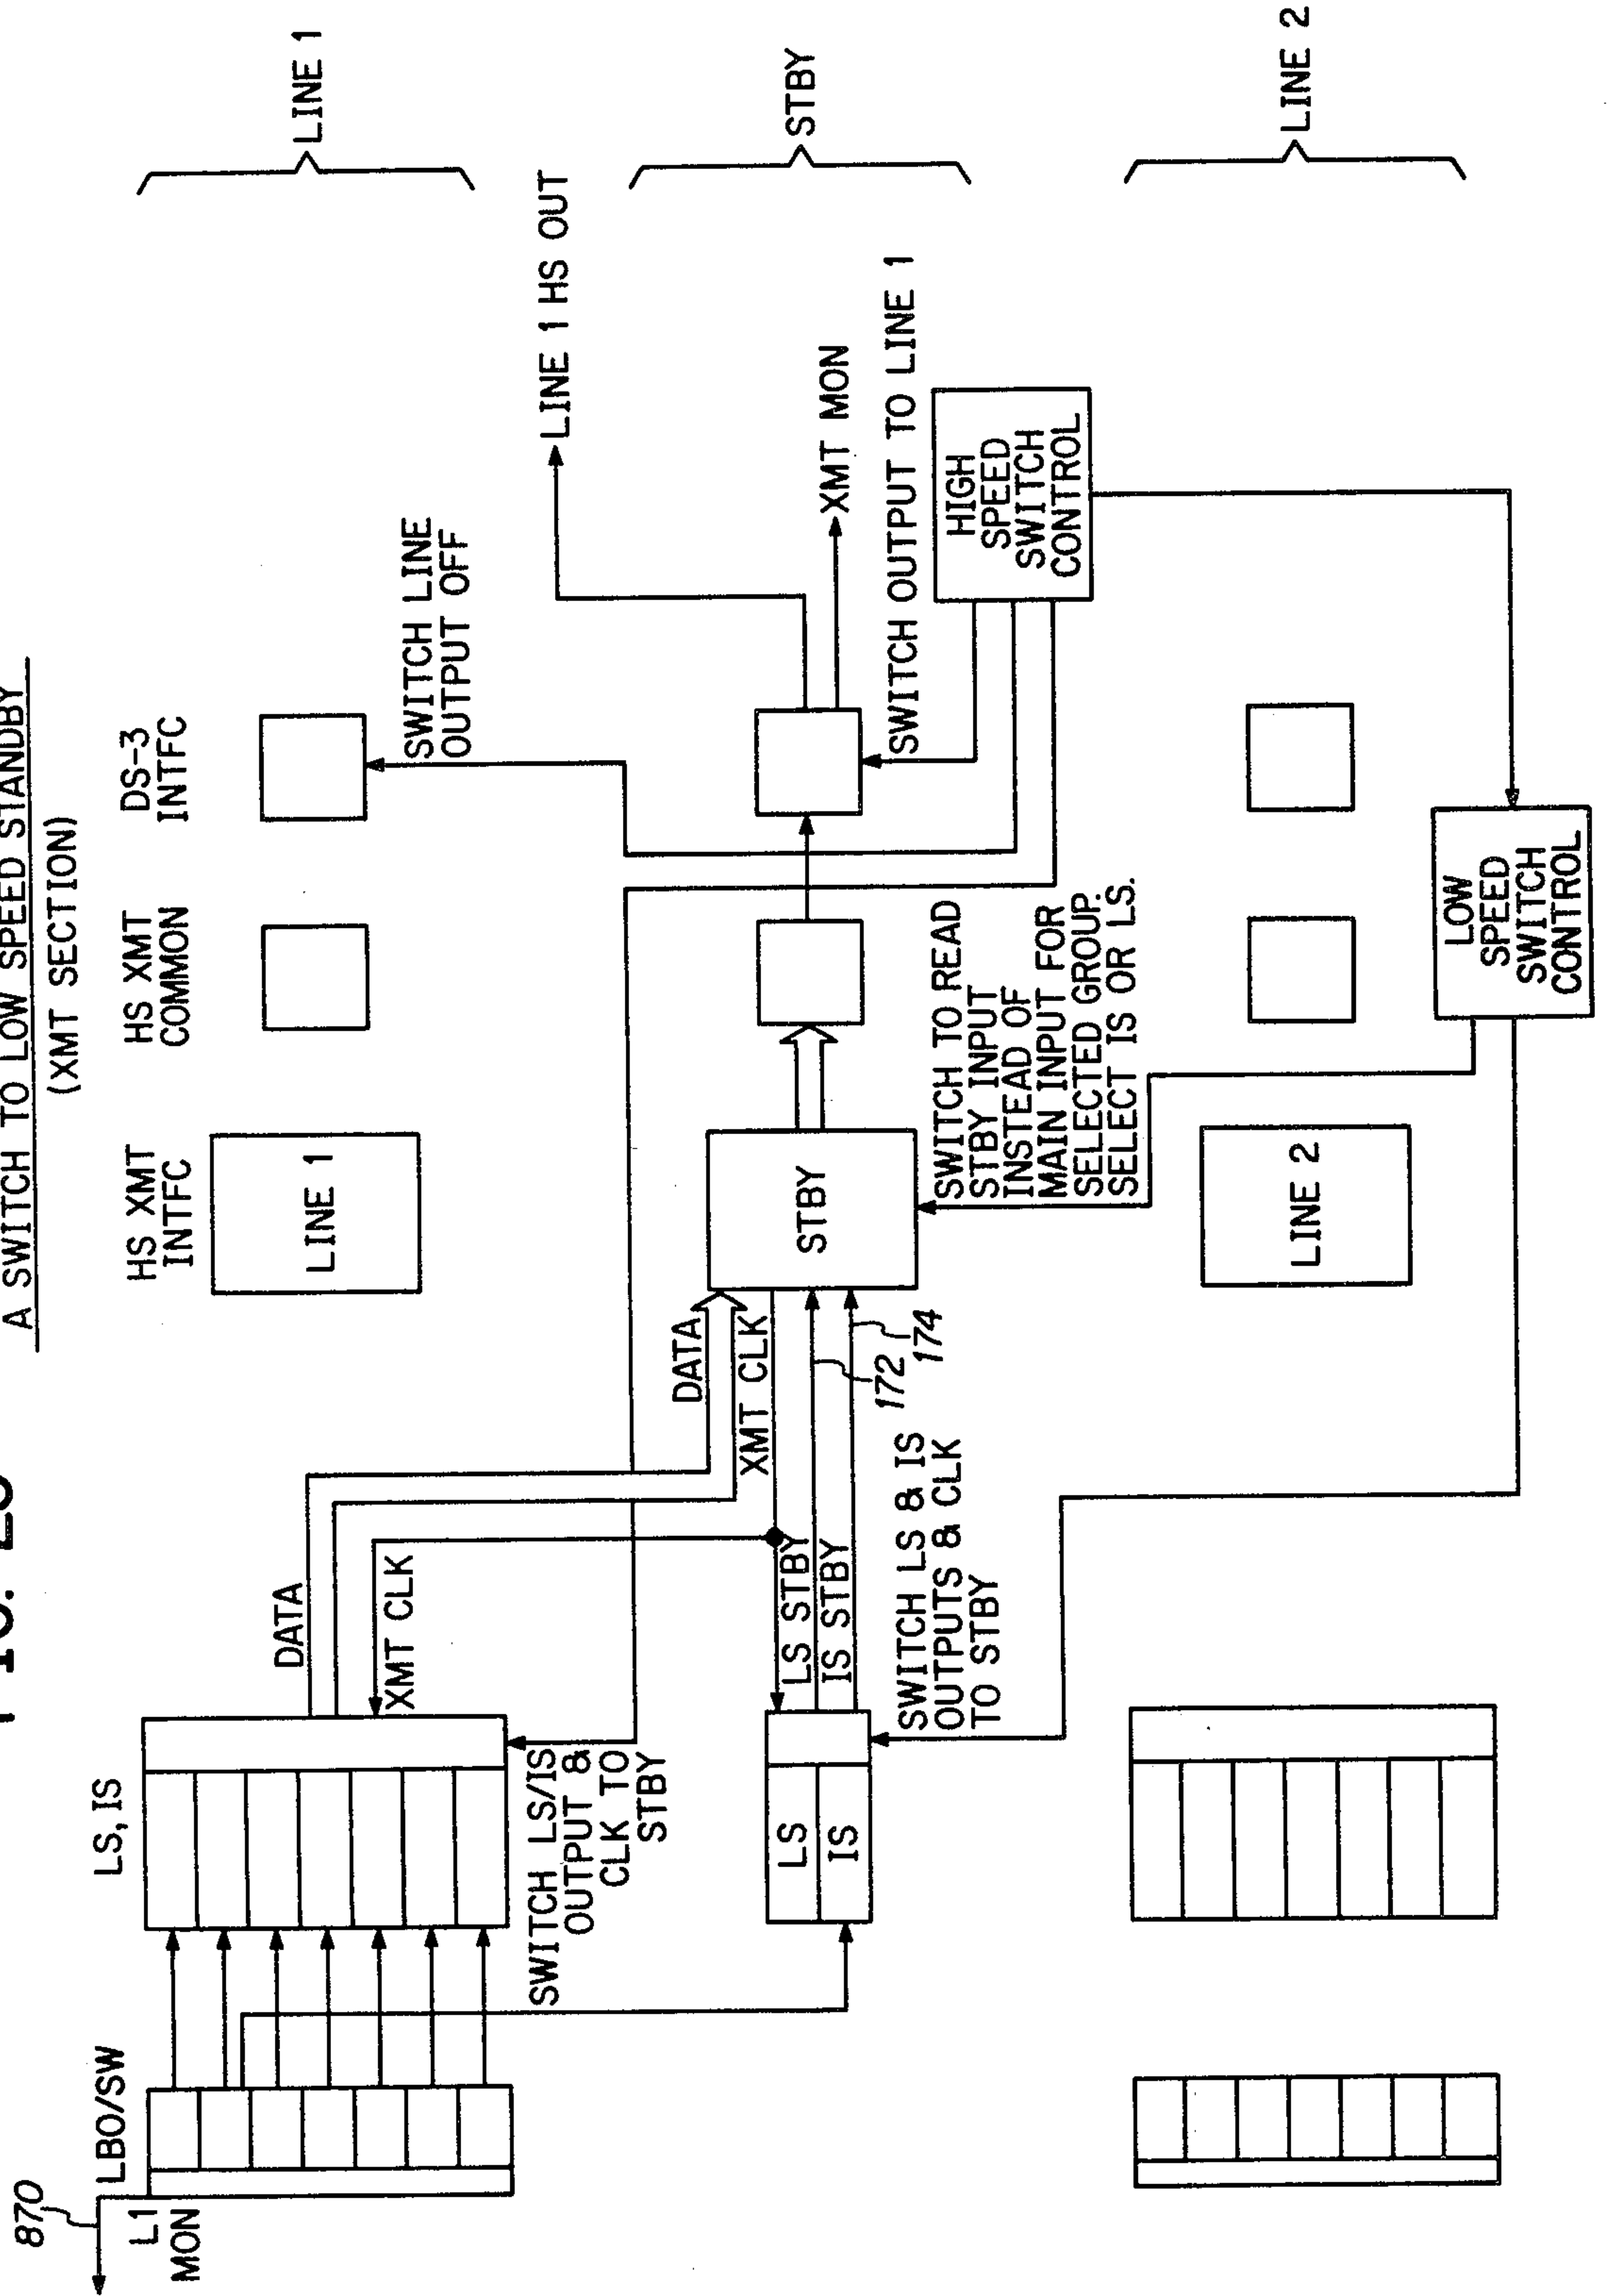 A SWITCH TO LOW SPEED STANDBY
(XMT SECTION)
870
L1
MON
LBO/SW
LS, IS
HS XMT
INTFC
HS XMT
COMMON
DS-3
INTFC
LINE 1
LINE 1
DATA
XMT CLK
SWITCH LINE
OUTPUT OFF
LINE 1 HS OUT
SWITCH LS/IS
OUTPUT &
CLK TO
STBY
DATA
XMT CLK
LS STBY
IS STBY
172
174
LS
IS
STBY
XMT MON
STBY
SWITCH OUTPUT TO LINE 1
SWITCH LS & IS
OUTPUTS & CLK
TO STBY
SWITCH TO READ
STBY INPUT
INSTEAD OF
MAIN INPUT FOR
SELECTED GROUP.
SELECT IS OR LS.
HIGH
SPEED
SWITCH
CONTROL
LINE 2
LINE 2
LOW
SPEED
SWITCH
CONTROL